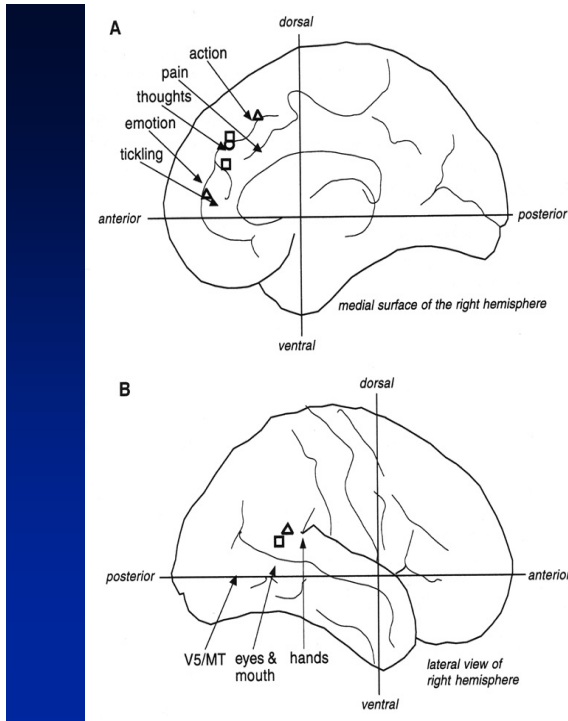 A
dorsal
action
pain
thoughts
emotion
tickling
anterior
posterior
medial surface of the right hemisphere
ventral
B
dorsal
posterior
anterior
V5/MT
eyes &
mouth
hands
lateral view of
right hemisphere
ventral